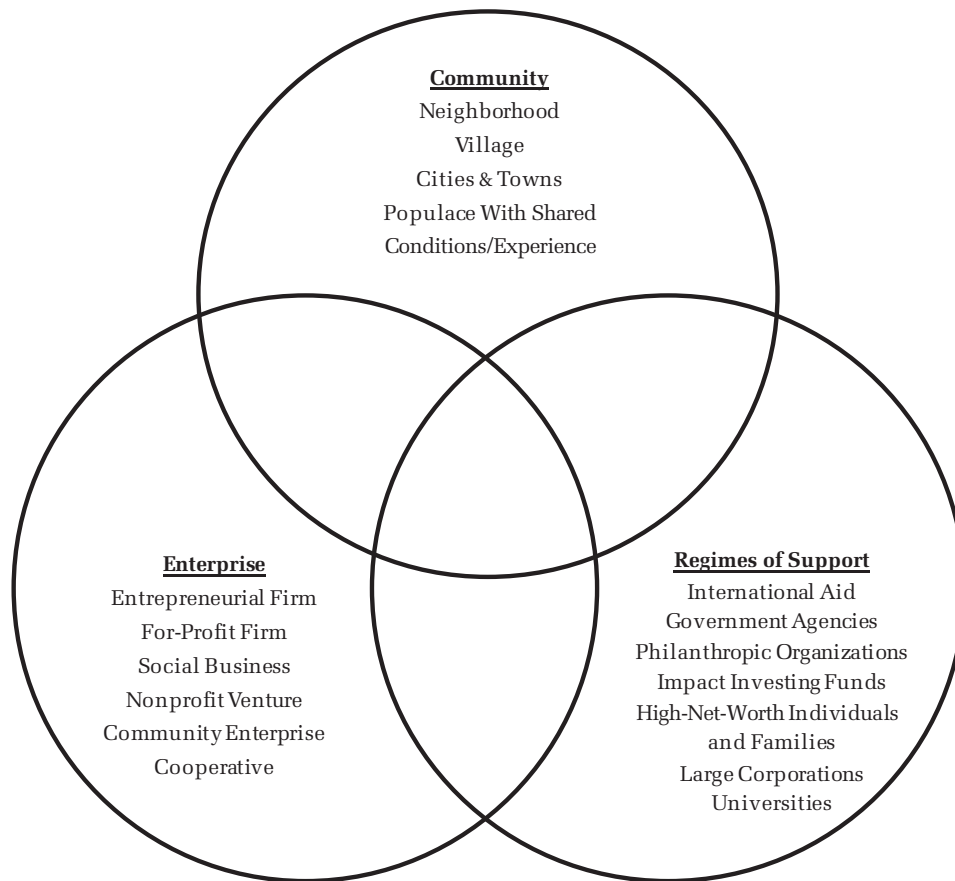 Community
Neighborhood
Village
Cities & Towns
Populace With Shared
Conditions/Experience
Enterprise
Entrepreneurial Firm
For-Profit Firm
Social Business
Nonprofit Venture
Community Enterprise
Cooperative
Regimes of Support
International Aid
Government Agencies
Philanthropic Organizations
Impact Investing Funds
High-Net-Worth Individuals
and Families
Large Corporations
Universities